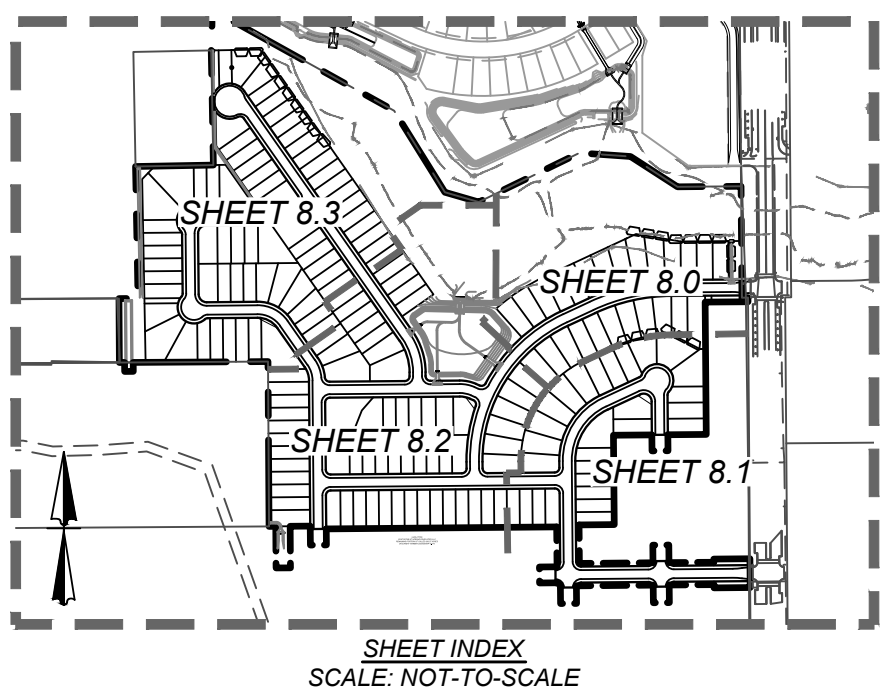 SHEET 8.3
SHEET 8.0
SHEET 8.2
SHEET 8.1
SHEET INDEX
SCALE: NOT-TO-SCALE